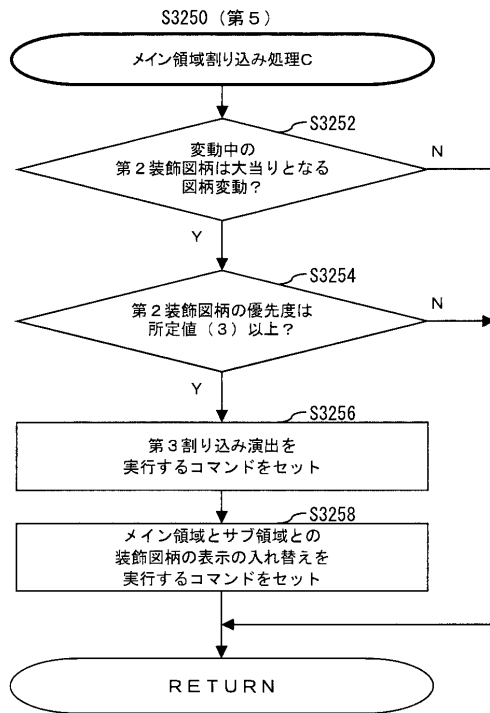 S3250（第５）
メイン領域割り込み処理C
S3252
変動中の
第２装飾図柄は大当りとなる
図柄変動？
N
Y
S3254
第２装飾図柄の優先度は
所定値（３）以上？
N
Y
S3256
第３割り込み演出を
実行するコマンドをセット
S3258
メイン領域とサブ領域との
装飾図柄の表示の入れ替えを
実行するコマンドをセット
RETURN